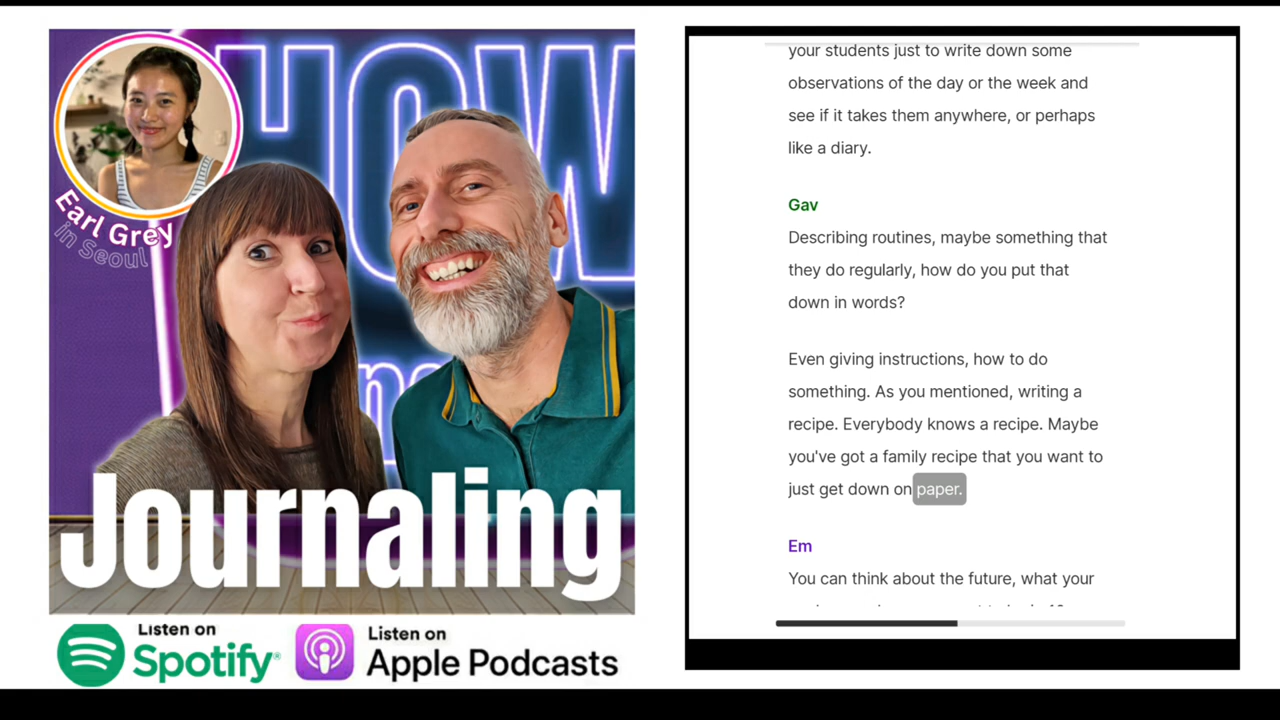 HOW
Earl Grey
in Seoul
Journaling
Listen on
Spotify
Listen on
Apple Podcasts
your students just to write down some
observations of the day or the week and
see if it takes them anywhere, or perhaps
like a diary.
Gav
Describing routines, maybe something that
they do regularly, how do you put that
down in words?
Even giving instructions, how to do
something. As you mentioned, writing a
recipe. Everybody knows a recipe. Maybe
you've got a family recipe that you want to
just get down on paper.
Em
You can think about the future, what your